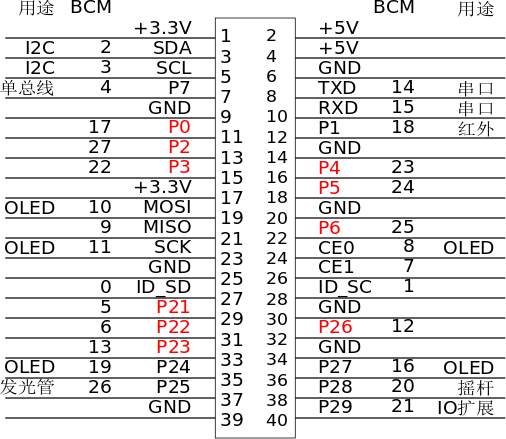 用途 BCM BCM 用途
+3.3V 1 2 +5V
I2C 2 SDA 3 4 +5V
I2C 3 SCL 5 6 GND
单总线 4 P7 7 8 TXD 14 串口
GND 9 10 RXD 15 串口
17 P0 11 12 P1 18 红外
27 P2 13 14 GND
22 P3 15 16 P4 23
+3.3V 17 18 P5 24
OLED 10 MOSI 19 20 GND
9 MISO 21 22 P6 25
OLED 11 SCK 23 24 CE0 8 OLED
GND 25 26 CE1 7
0 ID_SD 27 28 ID_SC 1
5 P21 29 30 GND
6 P22 31 32 P26 12
13 P23 33 34 GND
OLED 19 P24 35 36 P27 16 OLED
发光管 26 P25 37 38 P28 20 摇杆
GND 39 40 P29 21 IO扩展